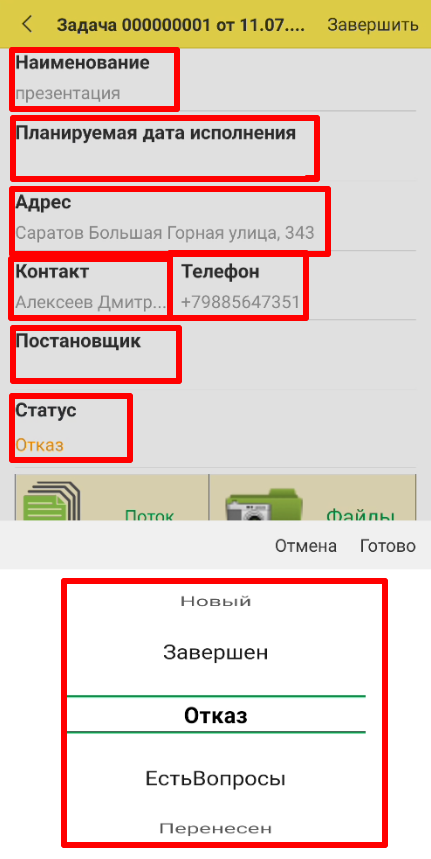 Задача 000000001 от 11.07.... Завершить
Наименование
презентация
Планируемая дата исполнения
Адрес
Саратов Большая Горная улица, 343
Контакт Телефон
Алексеев Дмитр... +79885647351
Постановщик
Статус
Отказ
Поток Файлы
Отмена Готово
Новый
Завершен
Отказ
ЕстьВопросы
Перенесен